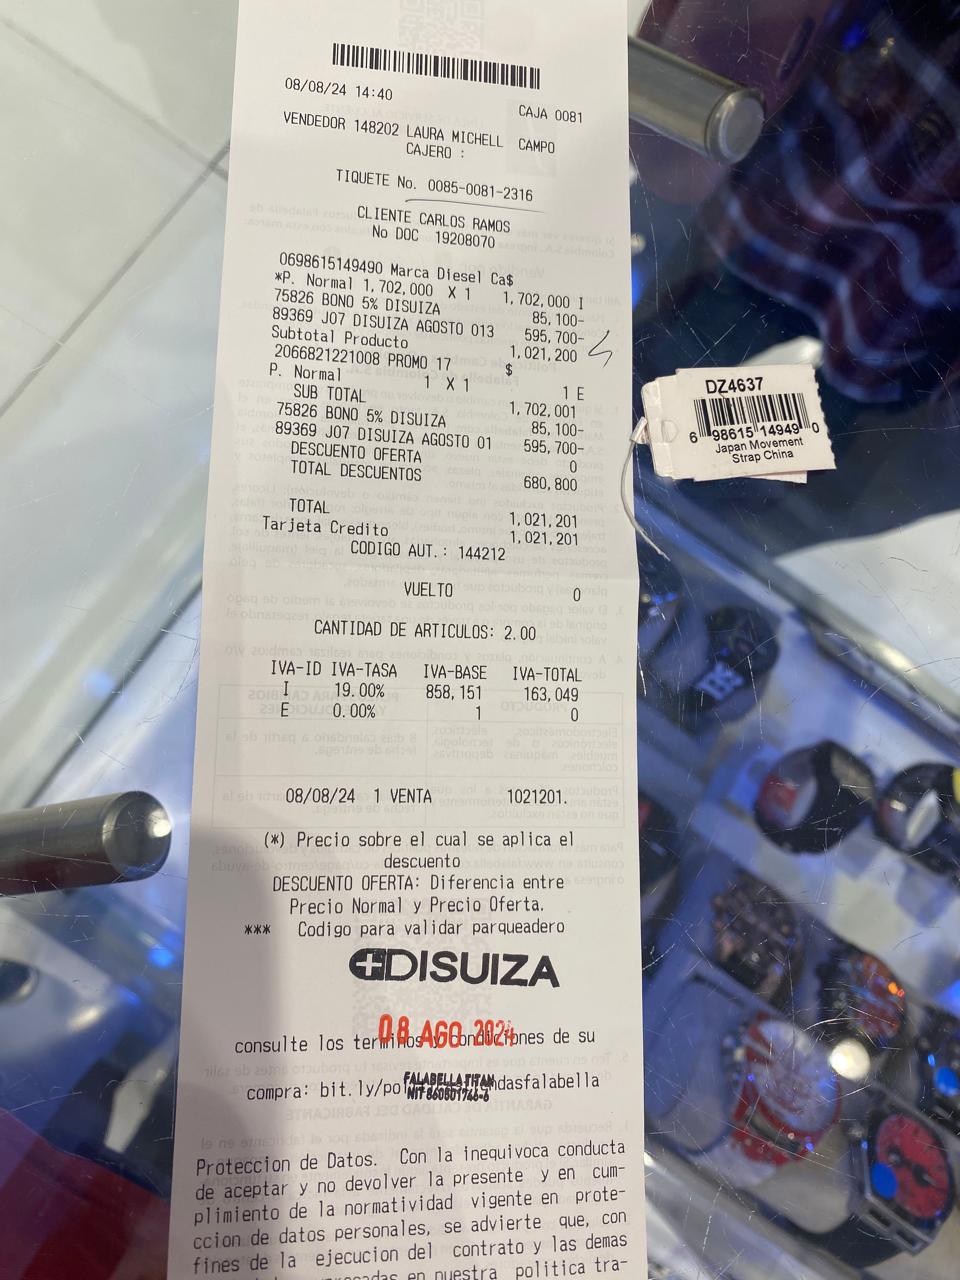 08/08/24 14:40 CAJA 0081
VENDEDOR 148202 LAURA MICHELL CAMPO
CAJERO :
TIQUETE No. 0085-0081-2316
CLIENTE CARLOS RAMOS
No DOC 19208070
0698615149490 Marca Diesel Ca$
*P. Normal 1,702,000 X 1 1,702,000 I
75826 BONO 5% DISUIZA 85,100-
89369 J07 DISUIZA AGOSTO 013 595,700-
Subtotal Producto 1,021,200
2066821221008 PROMO 17 $
P. Normal 1 X 1 1 E
SUB TOTAL 1,702,001
75826 BONO 5% DISUIZA 85,100-
89369 J07 DISUIZA AGOSTO 01 595,700-
DESCUENTO OFERTA 0
TOTAL DESCUENTOS 680,800
TOTAL 1,021,201
Tarjeta Credito 1,021,201
CODIGO AUT.: 144212
VUELTO 0
CANTIDAD DE ARTICULOS: 2.00
IVA-ID IVA-TASA IVA-BASE IVA-TOTAL
I 19.00% 858,151 163,049
E 0.00% 1 0
08/08/24 1 VENTA 1021201.
(*) Precio sobre el cual se aplica el
descuento
DESCUENTO OFERTA: Diferencia entre
Precio Normal y Precio Oferta.
*** Codigo para validar parqueadero
DISUIZA
08 AGO 2024
consulte los terminos y condiciones de su
FALABELLA-TITAN
NIT 860801746-6
compra: bit.ly/po dasfalabella
Proteccion de Datos. Con la inequivoca conducta
de aceptar y no devolver la presente y en cum-
plimiento de la normatividad vigente en prote-
ccion de datos personales, se advierte que, con
fines de la ejecucion del contrato y las demas
en nuestra politica tra-
DZ4637
6 98615 14949 0
Japan Movement
Strap China